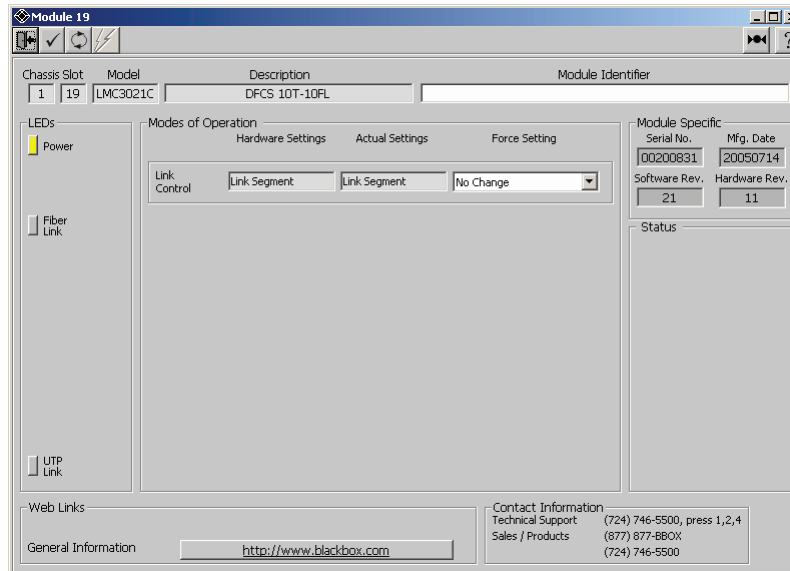 Module 19
?
Chassis Slot Model Description Module Identifier
1 19 LMC3021C DFCS 10T-10FL
LEDs
Power
Fiber
Link
UTP
Link
Modes of Operation
Hardware Settings Actual Settings Force Setting
Link
Control
Link Segment Link Segment No Change
Module Specific
Serial No. Mfg. Date
00200831 20050714
Software Rev. Hardware Rev.
21 11
Status
Web Links
General Information http://www.blackbox.com
Contact Information
Technical Support (724) 746-5500, press 1,2,4
Sales / Products (877) 877-BBOX
(724) 746-5500